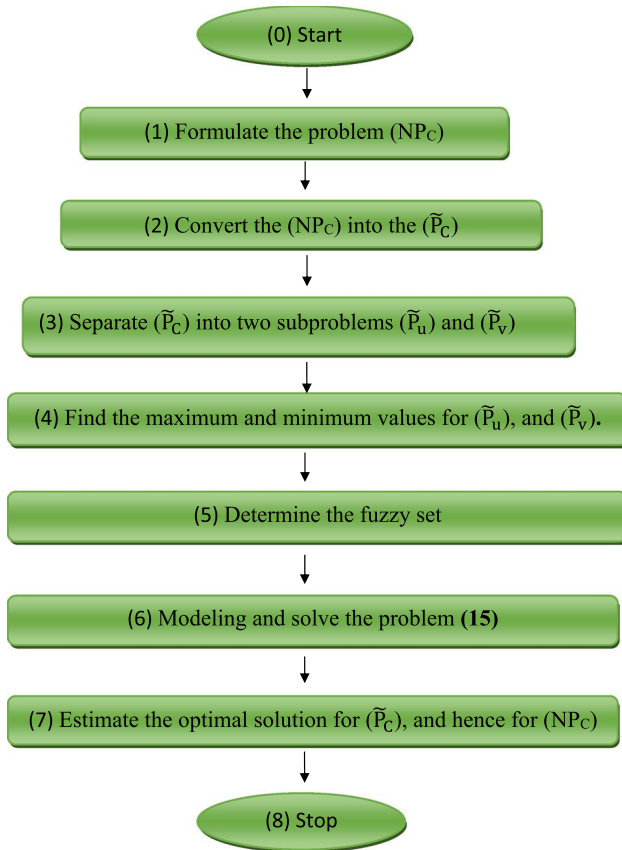 (0) Start
(1) Formulate the problem (NP_C)
(2) Convert the (NP_C) into the (P̃_C)
(3) Separate (P̃_C) into two subproblems (P̃_u) and (P̃_v)
(4) Find the maximum and minimum values for (P̃_u), and (P̃_v).
(5) Determine the fuzzy set
(6) Modeling and solve the problem (15)
(7) Estimate the optimal solution for (P̃_C), and hence for (NP_C)
(8) Stop